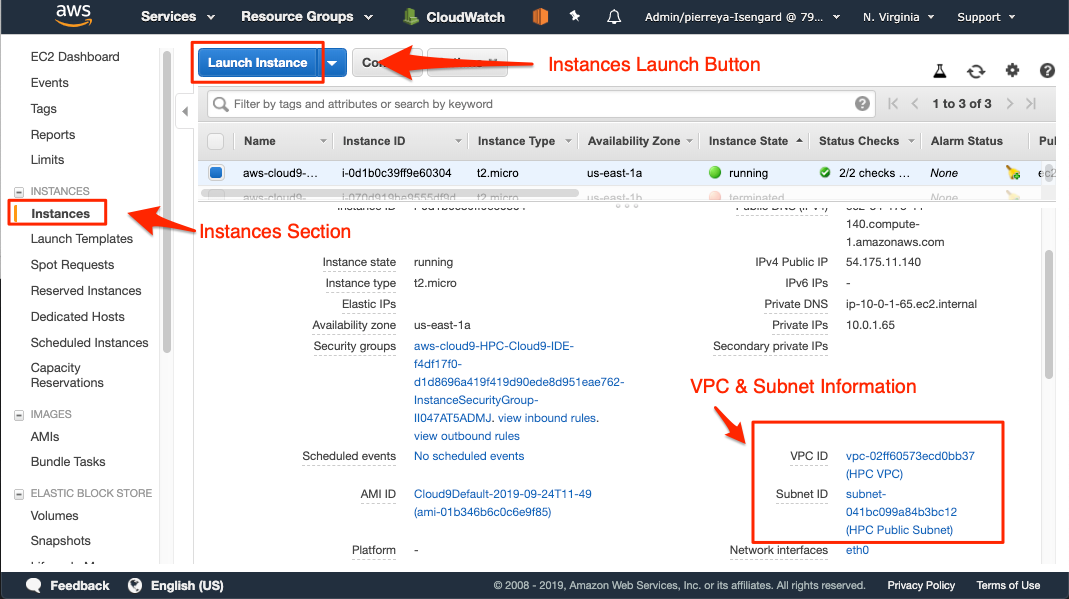 aws
Services
Resource Groups
CloudWatch
Admin/pierreya-Isengard @ 79...
N. Virginia
Support
EC2 Dashboard
Events
Tags
Reports
Limits
INSTANCES
Instances
Launch Templates
Spot Requests
Reserved Instances
Dedicated Hosts
Scheduled Instances
Capacity
Reservations
IMAGES
AMIs
Bundle Tasks
ELASTIC BLOCK STORE
Volumes
Snapshots
Launch Instance
Instances Launch Button
Filter by tags and attributes or search by keyword
1 to 3 of 3
Name Instance ID Instance Type Availability Zone Instance State Status Checks Alarm Status
aws-cloud9-... i-0d1b0c39ff9e60304 t2.micro us-east-1a running 2/2 checks ... None
aws-cloud9-... t2.micro us-east-1b terminated None
Instances Section
Instance ID
Instance state running
Instance type t2.micro
Elastic IPs
Availability zone us-east-1a
Security groups aws-cloud9-HPC-Cloud9-IDE-
f4df17f0-
d1d8696a419f419d90ede8d951eae762-
InstanceSecurityGroup-
II047AT5ADMJ. view inbound rules.
view outbound rules
Scheduled events No scheduled events
AMI ID Cloud9Default-2019-09-24T11-49
(ami-01b346b6c0c6e9f85)
Platform -
Public DNS (IPv4)
140.compute-
1.amazonaws.com
IPv4 Public IP 54.175.11.140
IPv6 IPs -
Private DNS ip-10-0-1-65.ec2.internal
Private IPs 10.0.1.65
Secondary private IPs
VPC & Subnet Information
VPC ID vpc-02ff60573ecd0bb37
(HPC VPC)
Subnet ID subnet-
041bc099a84b3bc12
(HPC Public Subnet)
Network interfaces eth0
Feedback
English (US)
© 2008 - 2019, Amazon Web Services, Inc. or its affiliates. All rights reserved.
Privacy Policy
Terms of Use